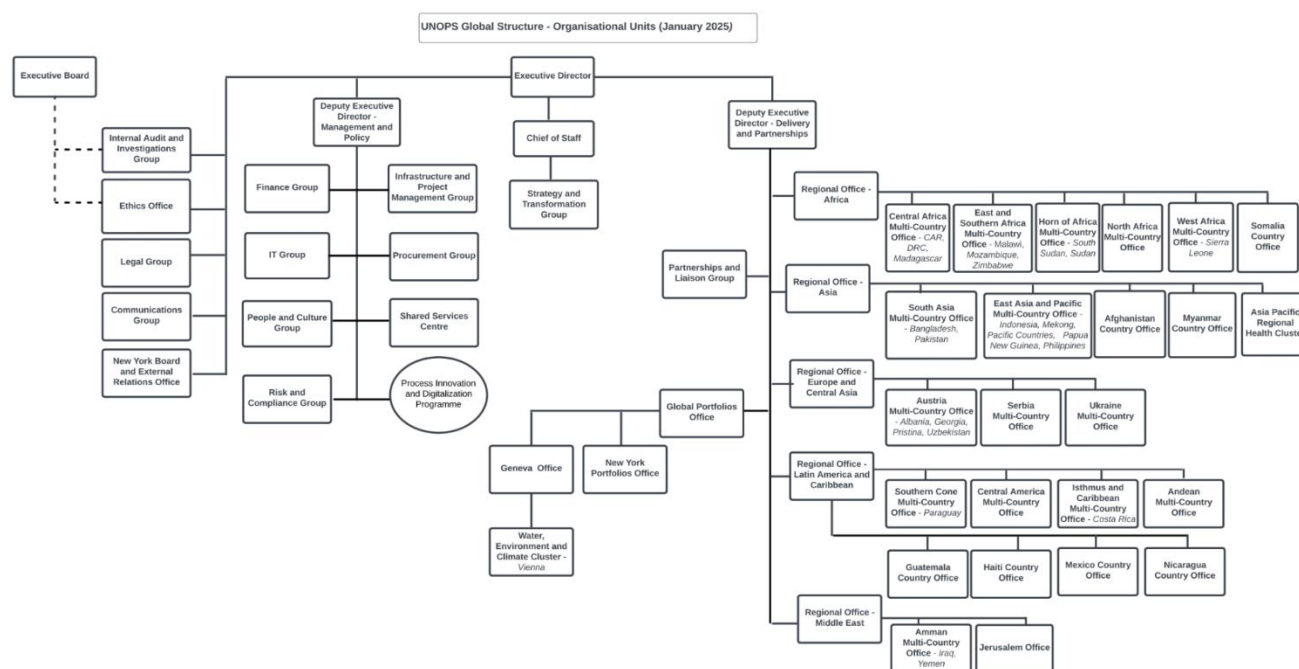 UNOPS Global Structure - Organisational Units (January 2025)
Executive Board
Executive Director
Internal Audit and
Investigations
Group
Ethics Office
Legal Group
Communications
Group
New York Board
and External
Relations Office
Deputy Executive
Director -
Management and
Policy
Finance Group
Infrastructure and
Project
Management Group
IT Group
Procurement Group
People and Culture
Group
Shared Services
Centre
Risk and
Compliance Group
Process Innovation
and Digitalization
Programme
Chief of Staff
Strategy and
Transformation
Group
Deputy Executive
Director - Delivery
and Partnerships
Partnerships and
Liaison Group
Global Portfolios
Office
Geneva Office
New York
Portfolios Office
Water,
Environment and
Climate Cluster -
Vienna
Regional Office -
Africa
Central Africa
Multi-Country
Office - CAR,
DRC,
Madagascar
East and
Southern Africa
Multi-Country
Office - Malawi,
Mozambique,
Zimbabwe
Horn of Africa
Multi-Country
Office - South
Sudan, Sudan
North Africa
Multi-Country
Office
West Africa
Multi-Country
Office - Sierra
Leone
Somalia
Country
Office
Regional Office -
Asia
South Asia
Multi-Country Office
- Bangladesh,
Pakistan
East Asia and Pacific
Multi-Country Office -
Indonesia, Mekong,
Pacific Countries, Papua
New Guinea, Philippines
Afghanistan
Country Office
Myanmar
Country Office
Asia Pacific
Regional
Health Cluster
Regional Office -
Europe and
Central Asia
Austria
Multi-Country Office
- Albania, Georgia,
Pristina, Uzbekistan
Serbia
Multi-Country
Office
Ukraine
Multi-Country
Office
Regional Office -
Latin America and
Caribbean
Southern Cone
Multi-Country
Office - Paraguay
Central America
Multi-Country
Office
Isthmus and
Caribbean
Multi-Country
Office - Costa Rica
Andean
Multi-Country
Office
Guatemala
Country Office
Haiti Country
Office
Mexico Country
Office
Nicaragua
Country Office
Regional Office -
Middle East
Amman
Multi-Country
Office - Iraq,
Yemen
Jerusalem Office